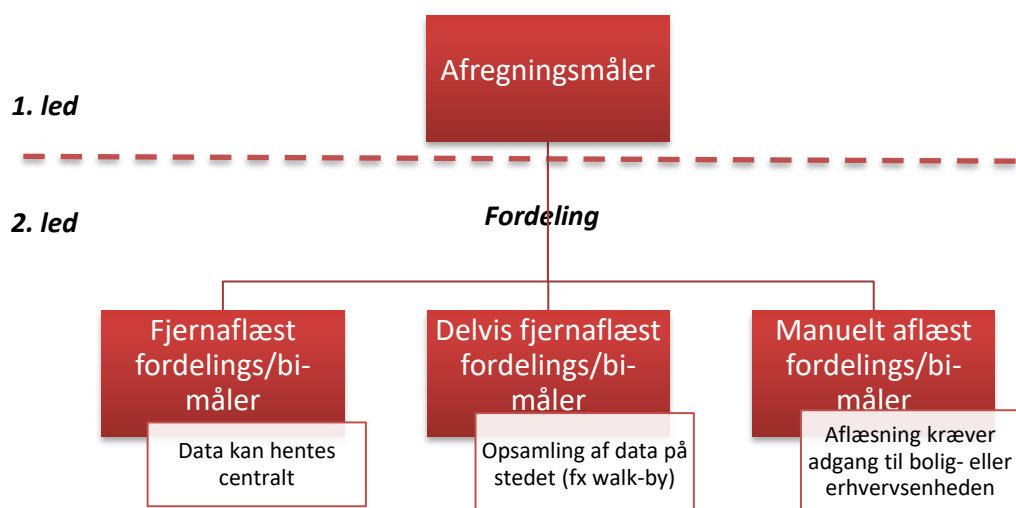 Afregningsmåler
1. led
2. led
Fordeling
Fjernaflæst
fordelings/bi-
måler
Data kan hentes
centralt
Delvis fjernaflæst
fordelings/bi-
måler
Opsamling af data på
stedet (fx walk-by)
Manuelt aflæst
fordelings/bi-
måler
Aflæsning kræver
adgang til bolig- eller
erhvervsenheden